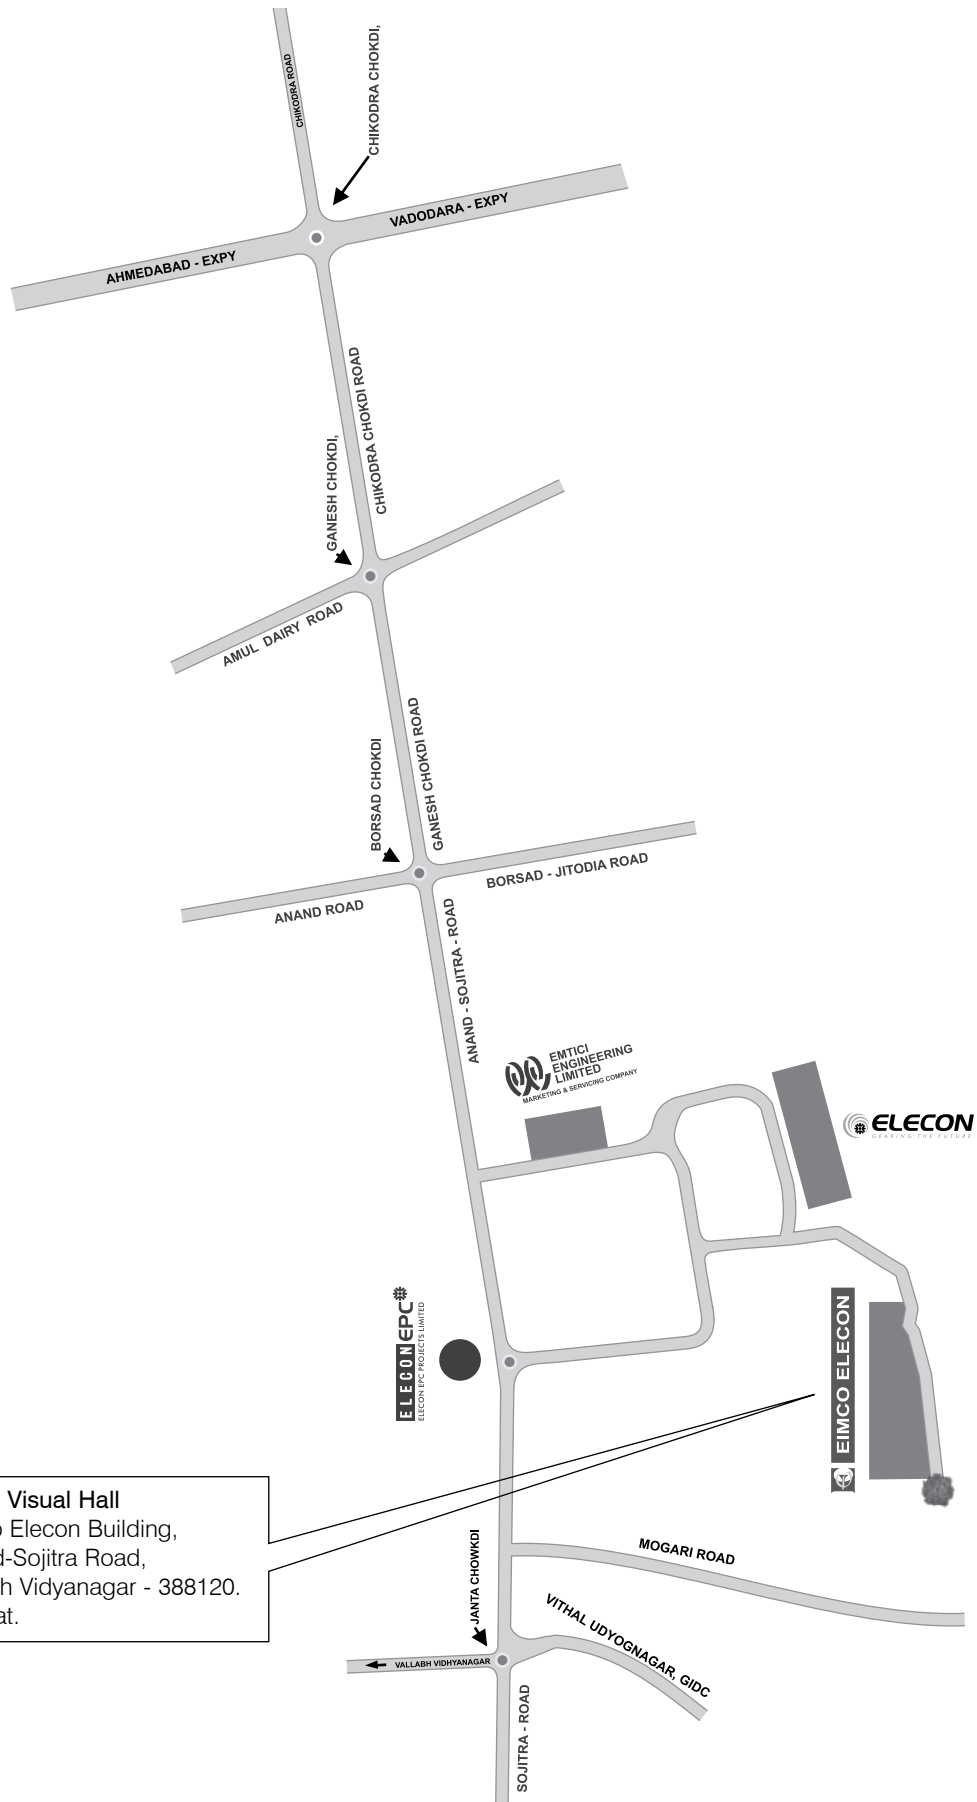 CHIKODRA ROAD
CHIKODRA CHOKDI,
VADODARA - EXPY
AHMEDABAD - EXPY
CHIKODRA CHOKDI ROAD
GANESH CHOKDI,
AMUL DAIRY ROAD
GANESH CHOKDI ROAD
BORSAD CHOKDI
BORSAD - JITODIA ROAD
ANAND ROAD
ANAND - SOJITRA - ROAD
EMTICI
ENGINEERING
LIMITED
MARKETING & SERVICING COMPANY
ELECON
GEARING THE FUTURE
ELECON EPC
ELECON EPC PROJECTS LIMITED
EIMCO ELECON
Visual Hall
o Elecon Building,
d-Sojitra Road,
h Vidyanagar - 388120.
at.
JANTA CHOWKDI
MOGARI ROAD
VITHAL UDYOGNAGAR, GIDC
VALLABH VIDHYANAGAR
SOJITRA - ROAD